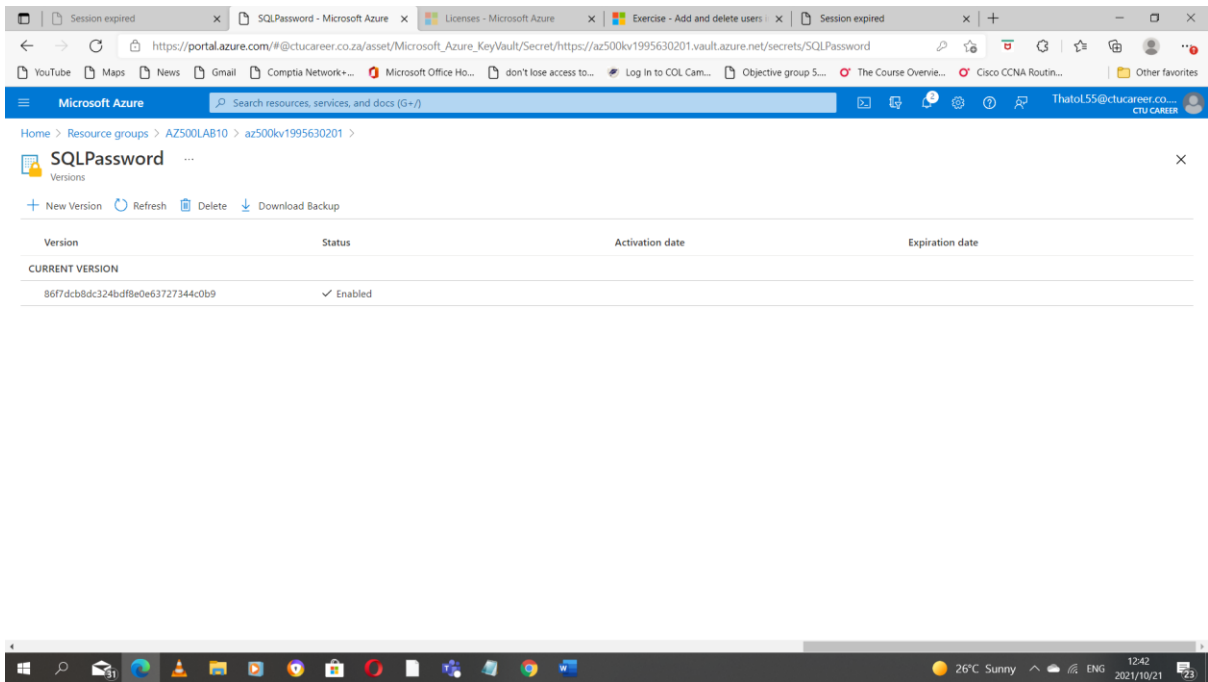 Session expired
SQLPassword - Microsoft Azure
Licenses - Microsoft Azure
Exercise - Add and delete users
Session expired
https://portal.azure.com/#@ctucareer.co.za/asset/Microsoft_Azure_KeyVault/Secret/https://az500kv1995630201.vault.azure.net/secrets/SQLPassword
YouTube Maps News Gmail Comptia Network+... Microsoft Office Ho... don't lose access to... Log In to COL Cam... Objective group 5.... The Course Overvie... Cisco CCNA Routin... Other favorites
Microsoft Azure
Search resources, services, and docs (G+/)
2
ThatoL55@ctucareer.co....
CTU CAREER
Home > Resource groups > AZ500LAB10 > az500kv1995630201 >
SQLPassword ...
Versions
New Version Refresh Delete Download Backup
Version Status Activation date Expiration date
CURRENT VERSION
86f7dcb8dc324bdf8e0e63727344c0b9 Enabled
31
26°C Sunny ENG
12:42
2021/10/21
23